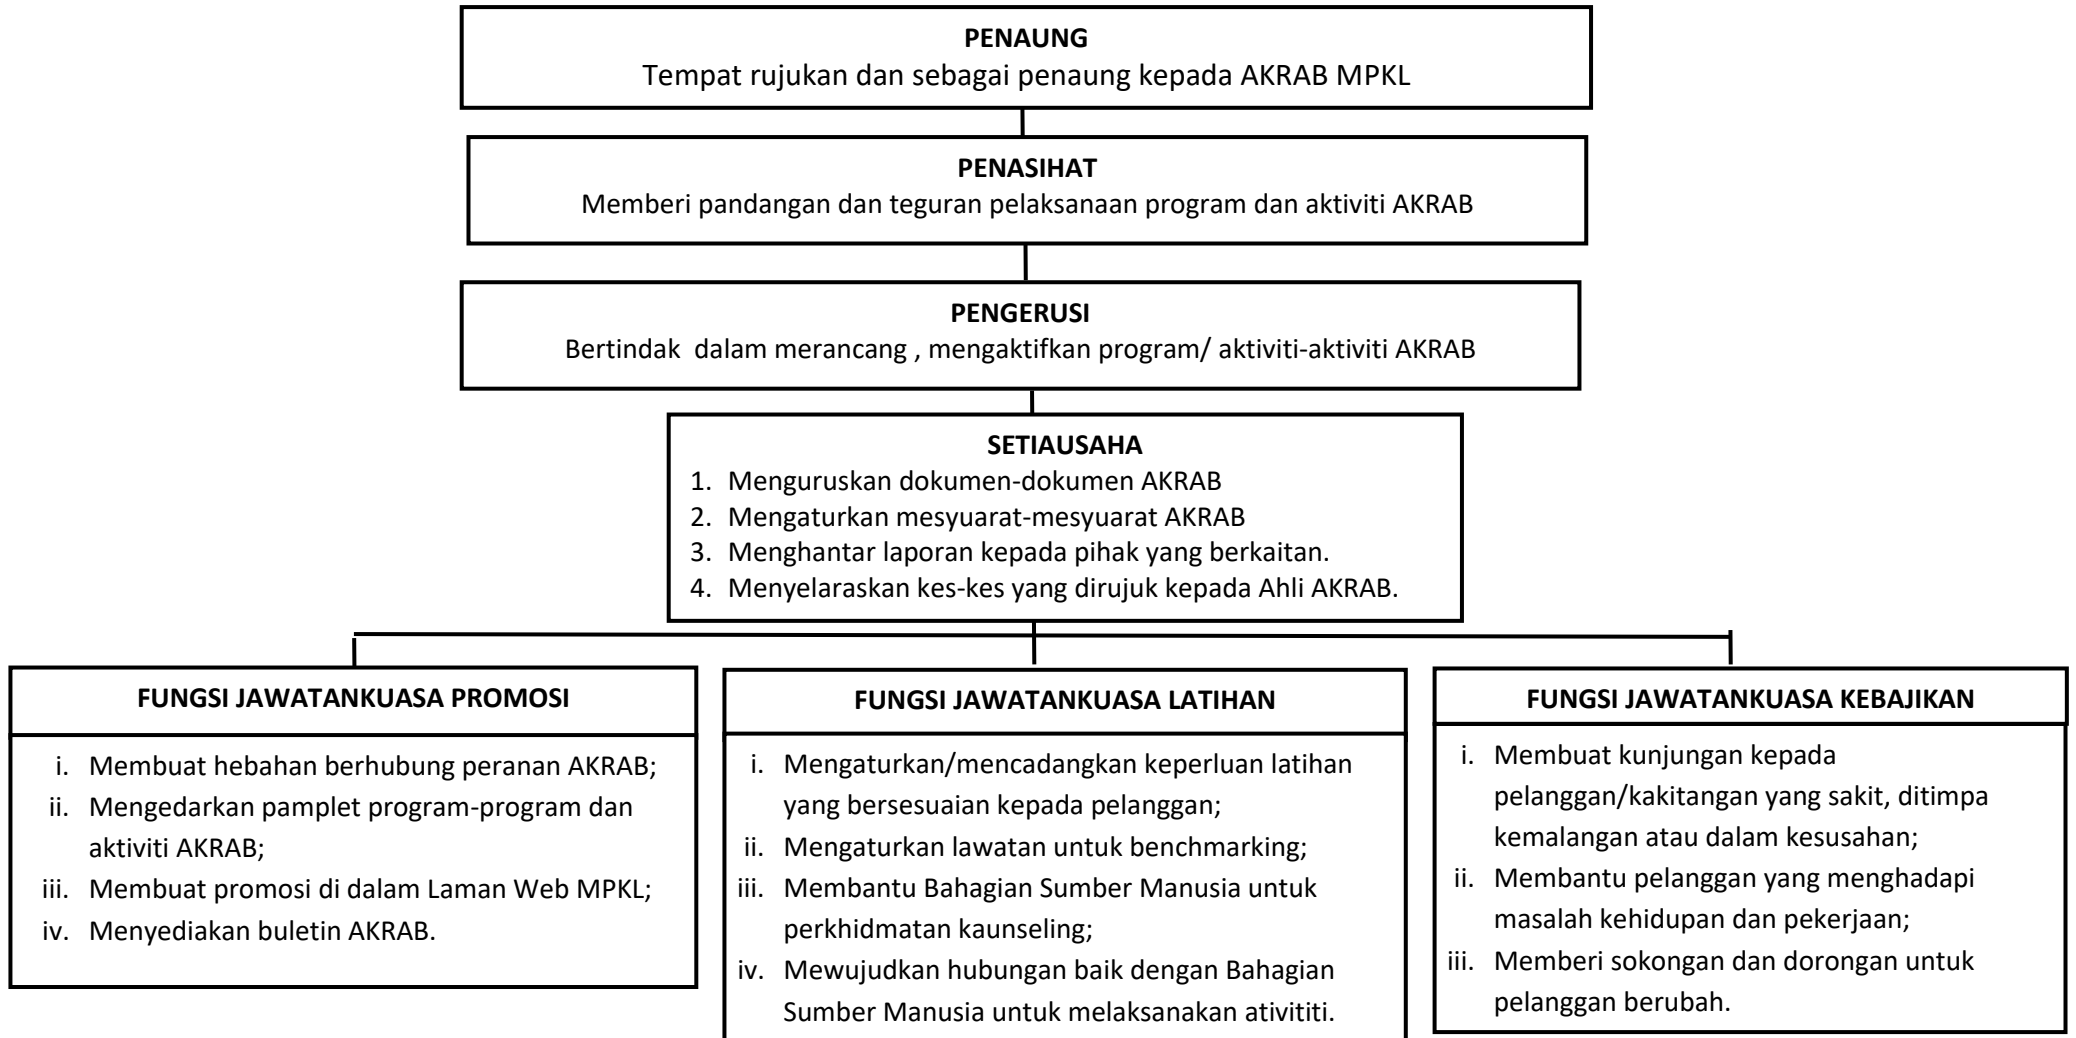 PENAUNG
Tempat rujukan dan sebagai penaung kepada AKRAB MPKL
PENASIHAT
Memberi pandangan dan teguran pelaksanaan program dan aktiviti AKRAB
PENGERUSI
Bertindak  dalam merancang , mengaktifkan program/ aktiviti-aktiviti AKRAB
SETIAUSAHA
1. Menguruskan dokumen-dokumen AKRAB
2. Mengaturkan mesyuarat-mesyuarat AKRAB
3. Menghantar laporan kepada pihak yang berkaitan.
4. Menyelaraskan kes-kes yang dirujuk kepada Ahli AKRAB.
FUNGSI JAWATANKUASA PROMOSI
i. Membuat hebahan berhubung peranan AKRAB;
ii. Mengedarkan pamplet program-program dan
aktiviti AKRAB;
iii. Membuat promosi di dalam Laman Web MPKL;
iv. Menyediakan buletin AKRAB.
FUNGSI JAWATANKUASA LATIHAN
i. Mengaturkan/mencadangkan keperluan latihan
yang bersesuaian kepada pelanggan;
ii. Mengaturkan lawatan untuk benchmarking;
iii. Membantu Bahagian Sumber Manusia untuk
perkhidmatan kaunseling;
iv. Mewujudkan hubungan baik dengan Bahagian
Sumber Manusia untuk melaksanakan ativititi.
FUNGSI JAWATANKUASA KEBAJIKAN
i. Membuat kunjungan kepada
pelanggan/kakitangan yang sakit, ditimpa
kemalangan atau dalam kesusahan;
ii. Membantu pelanggan yang menghadapi
masalah kehidupan dan pekerjaan;
iii. Memberi sokongan dan dorongan untuk
pelanggan berubah.